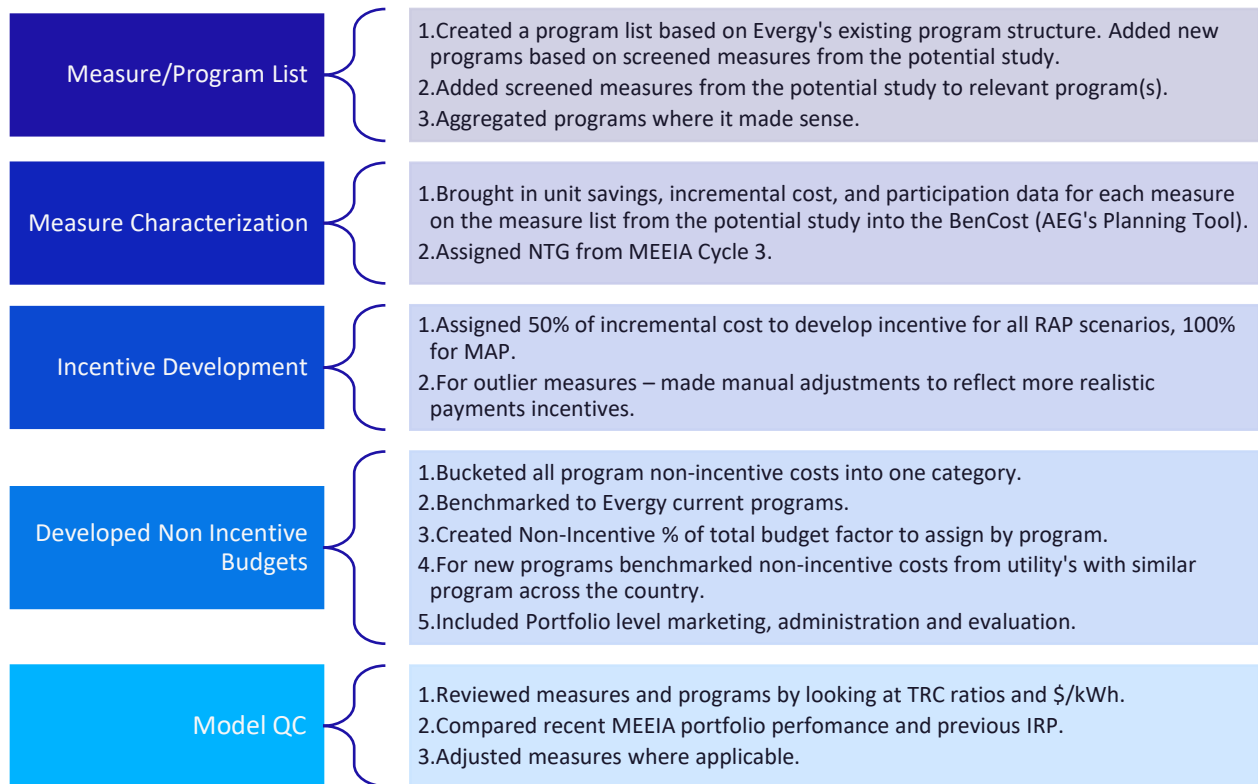 Measure/Program List
1.Created a program list based on Evergy's existing program structure. Added new
programs based on screened measures from the potential study.
2.Added screened measures from the potential study to relevant program(s).
3.Aggregated programs where it made sense.
Measure Characterization
1.Brought in unit savings, incremental cost, and participation data for each measure
on the measure list from the potential study into the BenCost (AEG's Planning Tool).
2.Assigned NTG from MEEIA Cycle 3.
Incentive Development
1.Assigned 50% of incremental cost to develop incentive for all RAP scenarios, 100%
for MAP.
2.For outlier measures – made manual adjustments to reflect more realistic
payments incentives.
Developed Non Incentive
Budgets
1.Bucketed all program non-incentive costs into one category.
2.Benchmarked to Evergy current programs.
3.Created Non-Incentive % of total budget factor to assign by program.
4.For new programs benchmarked non-incentive costs from utility's with similar
program across the country.
5.Included Portfolio level marketing, administration and evaluation.
Model QC
1.Reviewed measures and programs by looking at TRC ratios and $/kWh.
2.Compared recent MEEIA portfolio perfomance and previous IRP.
3.Adjusted measures where applicable.